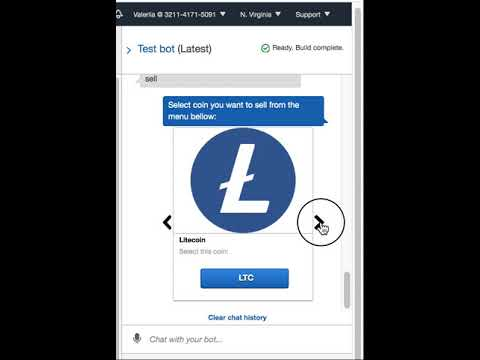 Valeriia @ 3211-4171-5091 N. Virginia Support
Test bot (Latest) Ready. Build complete.
sell
Select coin you want to sell from the
menu bellow:
Litecoin
Select this coin!
LTC
Clear chat history
Chat with your bot...